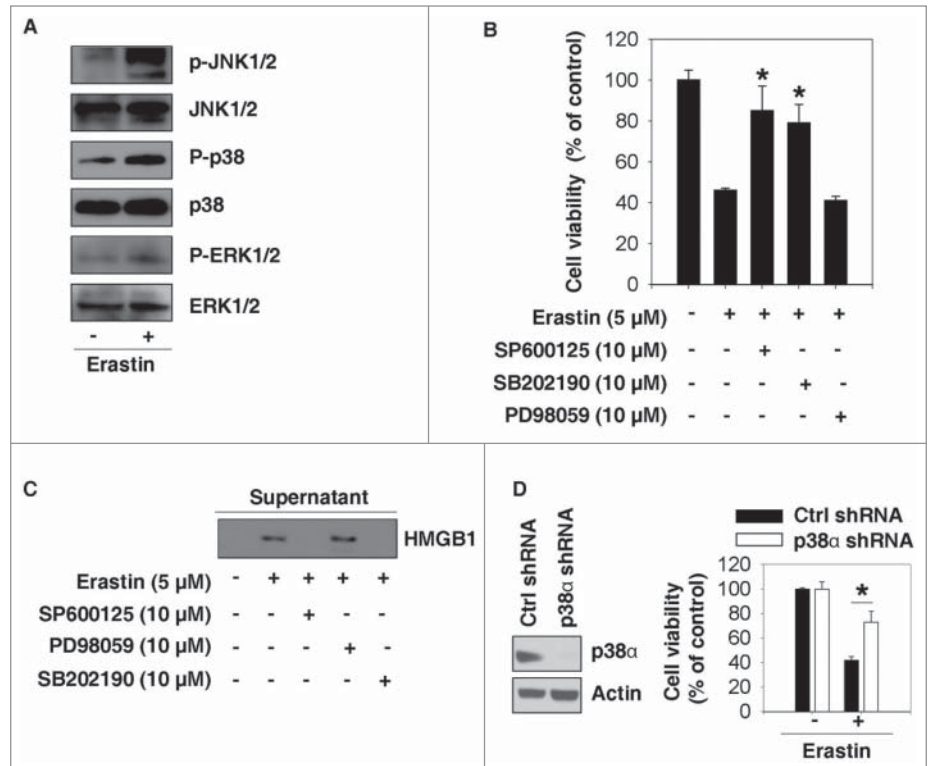 A
p-JNK1/2
JNK1/2
P-p38
p38
P-ERK1/2
ERK1/2
- +
Erastin
B
Cell viability (% of control)
120
100
80
60
40
20
0
* *
Erastin (5 µM) - + + + +
SP600125 (10 µM) - - + - -
SB202190 (10 µM) - - - + -
PD98059 (10 µM) - - - - +
C
Supernatant
HMGB1
Erastin (5 µM) - + + + +
SP600125 (10 µM) - - + - -
PD98059 (10 µM) - - - + -
SB202190 (10 µM) - - - - +
D
Ctrl shRNA
p38α shRNA
p38α
Actin
Ctrl shRNA
p38α shRNA
Cell viability
(% of control)
120
100
80
60
40
20
0
*
- +
Erastin